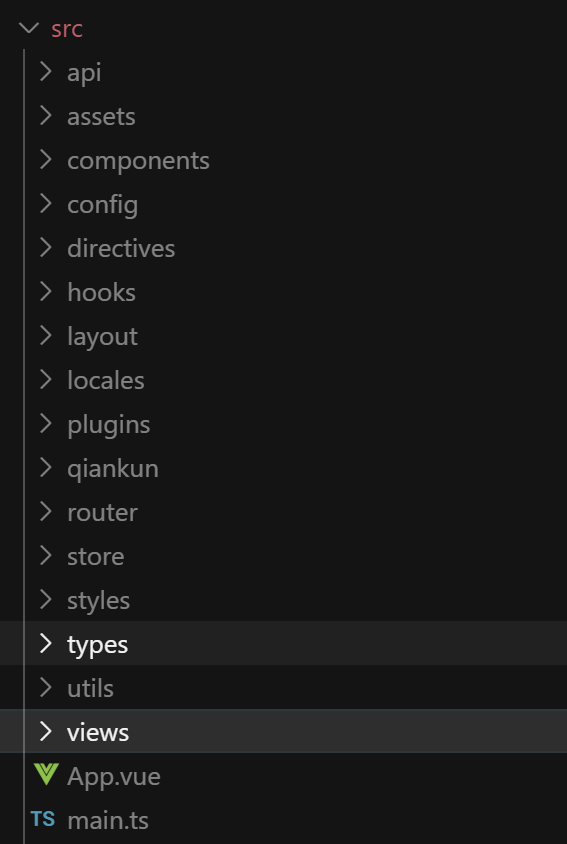 src
api
assets
components
config
directives
hooks
layout
locales
plugins
qiankun
router
store
styles
types
utils
views
App.vue
TS main.ts